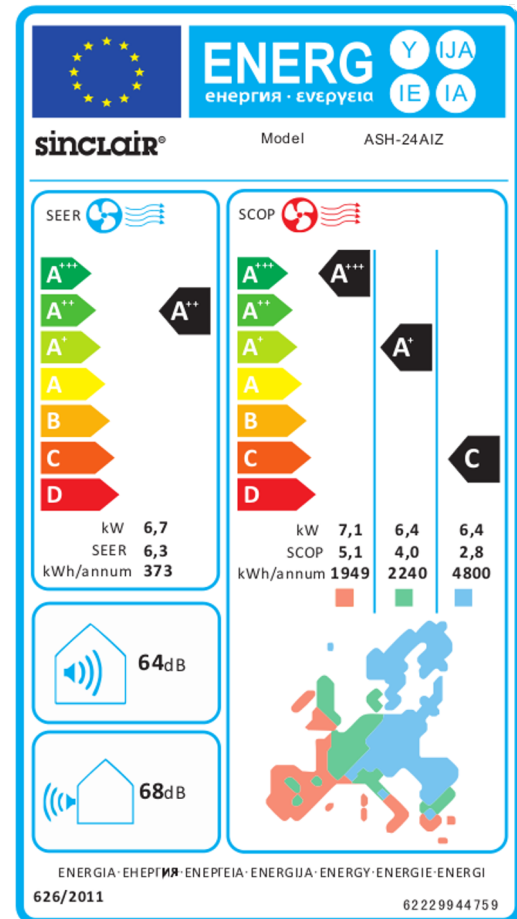 ENERG Y IJA
енергия · ενεργεια IE IA
sinclair® Model ASH-24AIZ
SEER
A+++
A++
A+
A
B
C
D
A++
kW 6,7
SEER 6,3
kWh/annum 373
SCOP
A+++
A++
A+
A
B
C
D
A+++
A+
C
kW 7,1 6,4 6,4
SCOP 5,1 4,0 2,8
kWh/annum 1949 2240 4800
64dB
68dB
ENERGIA·ЕНЕРГИЯ·ΕΝΕΡΓΕΙΑ·ENERGIJA·ENERGY·ENERGIE·ENERGI
626/2011
62229944759